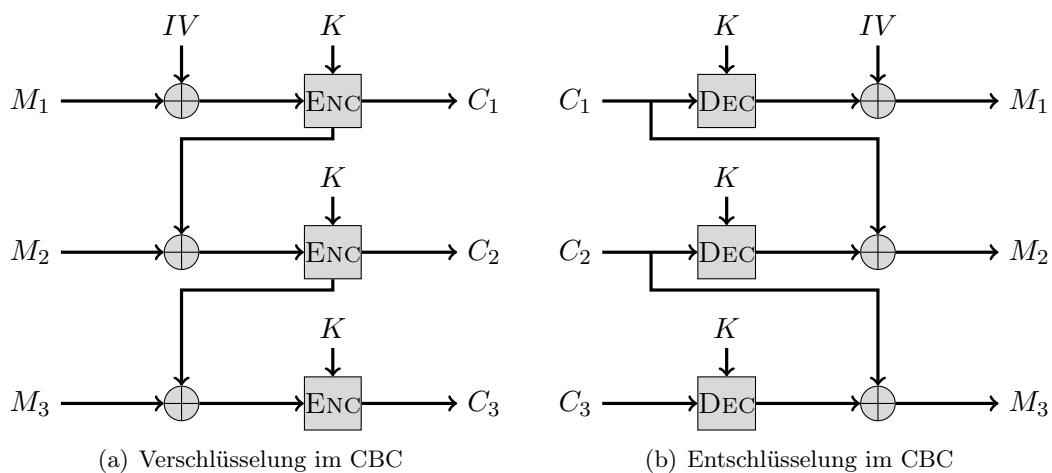 IV K
M1 ENC C1
K
M2 ENC C2
K
M3 ENC C3
(a) Verschlüsselung im CBC
K IV
C1 DEC M1
K
C2 DEC M2
K
C3 DEC M3
(b) Entschlüsselung im CBC